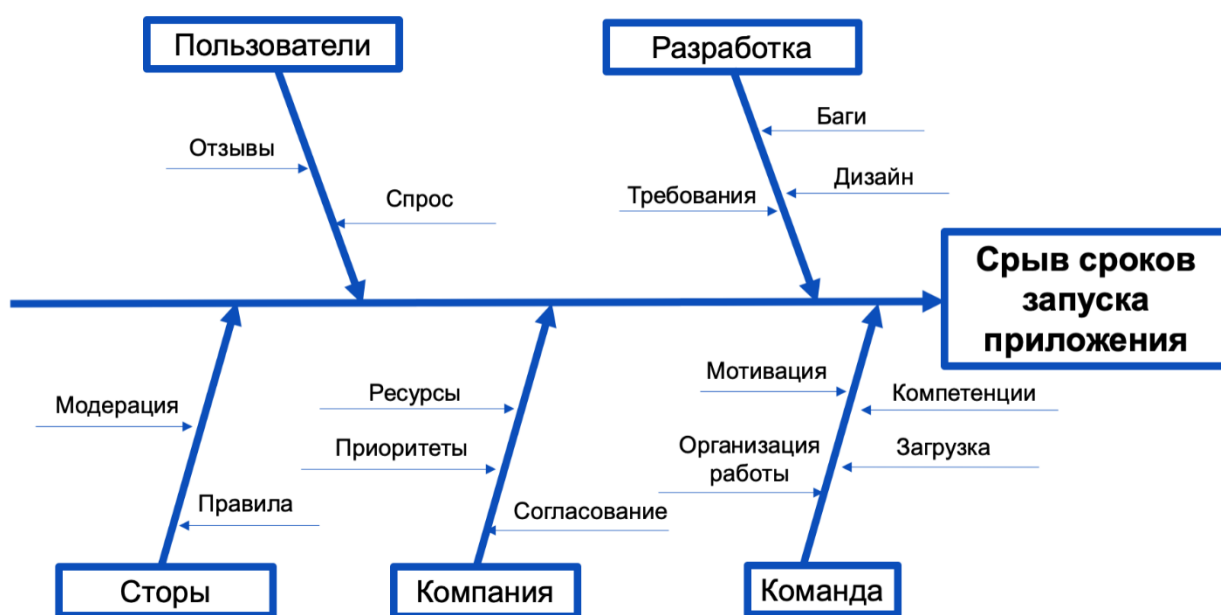 Пользователи
Разработка
Баги
Отзывы
Дизайн
Требования
Спрос
Срыв сроков
запуска
приложения
Мотивация
Ресурсы
Компетенции
Модерация
Приоритеты
Организация
работы
Загрузка
Правила
Согласование
Сторы
Компания
Команда